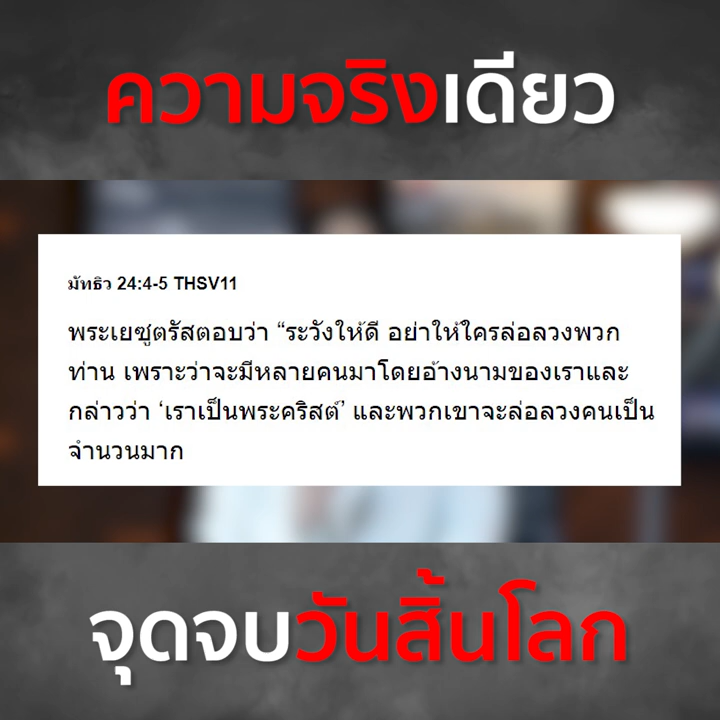 ความจริงเดียว
มัทธิว 24:4-5 THSV11
พระเยซูตรัสตอบว่า “ระวังให้ดี อย่าให้ใครล่อลวงพวก
ท่าน เพราะว่าจะมีหลายคนมาโดยอ้างนามของเราและ
กล่าวว่า ‘เราเป็นพระคริสต์’ และพวกเขาจะล่อลวงคนเป็น
จำนวนมาก
จุดจบวันสิ้นโลก